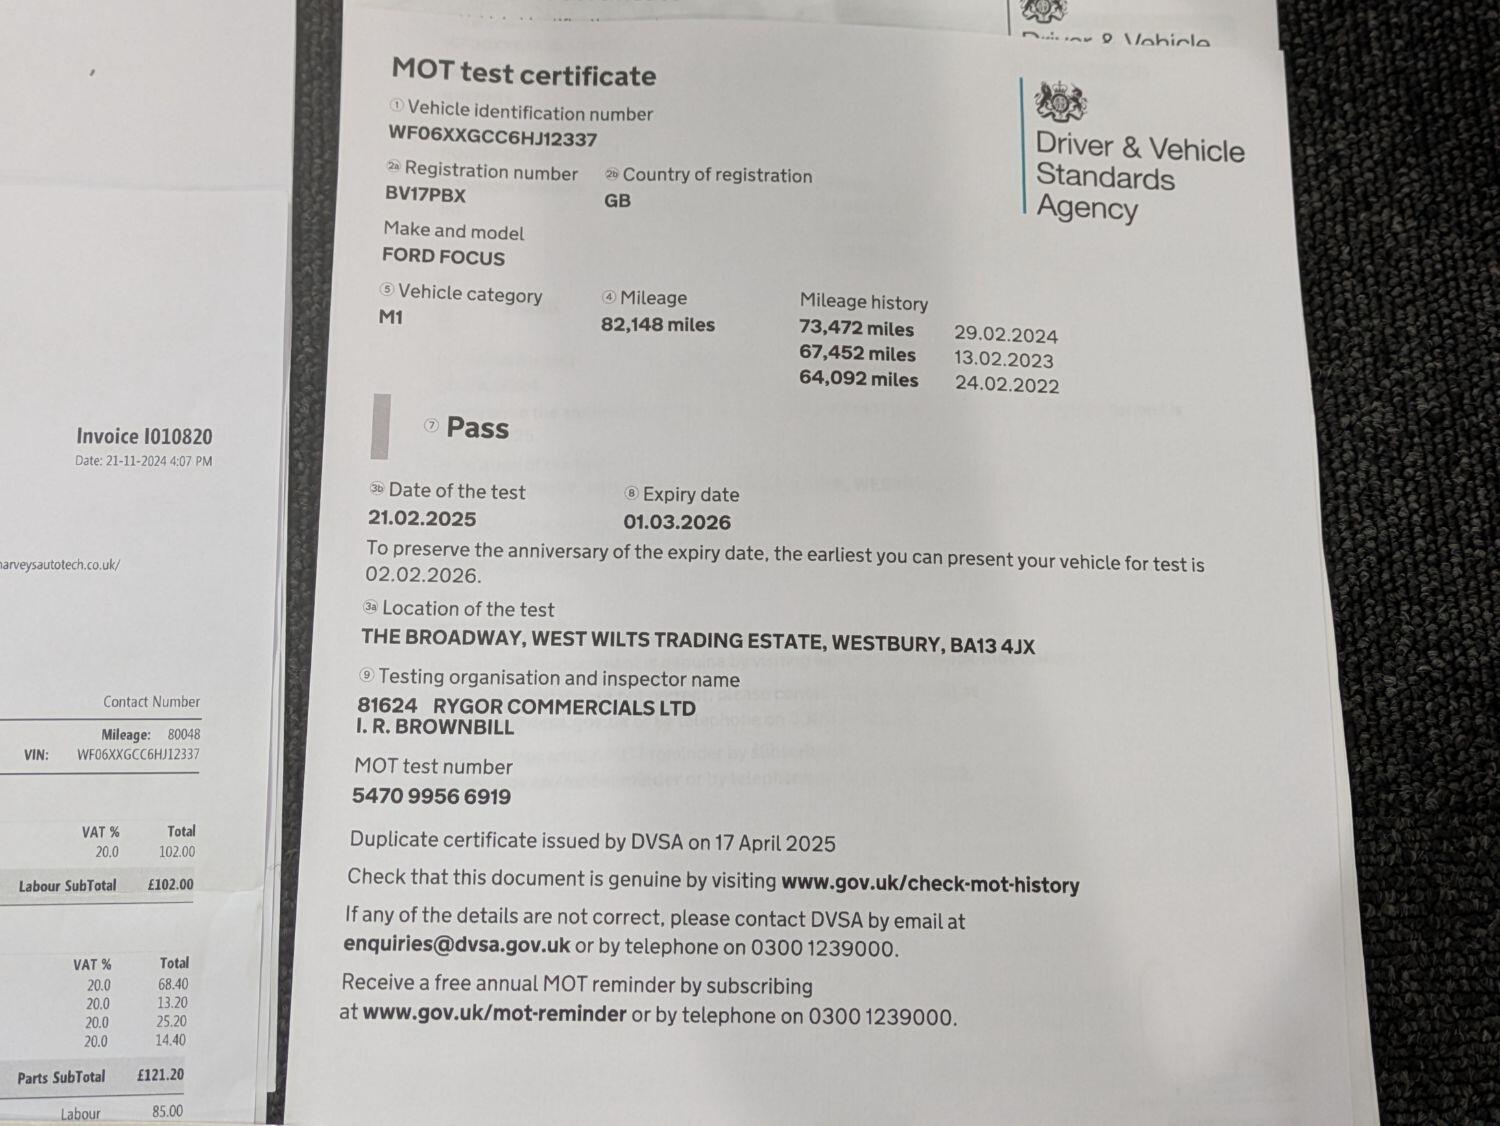 Driver & Vehicle
MOT test certificate
1 Vehicle identification number
WF06XXGCC6HJ12337
2a Registration number
BV17PBX
2b Country of registration
GB
Make and model
FORD FOCUS
5 Vehicle category
M1
4 Mileage
82,148 miles
Mileage history
73,472 miles 29.02.2024
67,452 miles 13.02.2023
64,092 miles 24.02.2022
Driver & Vehicle
Standards
Agency
7 Pass
3b Date of the test
21.02.2025
8 Expiry date
01.03.2026
To preserve the anniversary of the expiry date, the earliest you can present your vehicle for test is
02.02.2026.
3a Location of the test
THE BROADWAY, WEST WILTS TRADING ESTATE, WESTBURY, BA13 4JX
9 Testing organisation and inspector name
81624 RYGOR COMMERCIALS LTD
I. R. BROWNBILL
MOT test number
5470 9956 6919
Duplicate certificate issued by DVSA on 17 April 2025
Check that this document is genuine by visiting www.gov.uk/check-mot-history
If any of the details are not correct, please contact DVSA by email at
enquiries@dvsa.gov.uk or by telephone on 0300 1239000.
Receive a free annual MOT reminder by subscribing
at www.gov.uk/mot-reminder or by telephone on 0300 1239000.
Invoice I010820
Date: 21-11-2024 4:07 PM
harveysautotech.co.uk/
Contact Number
Mileage: 80048
VIN: WF06XXGCC6HJ12337
VAT % Total
20.0 102.00
Labour SubTotal £102.00
VAT % Total
20.0 68.40
20.0 13.20
20.0 25.20
20.0 14.40
Parts SubTotal £121.20
Labour 85.00